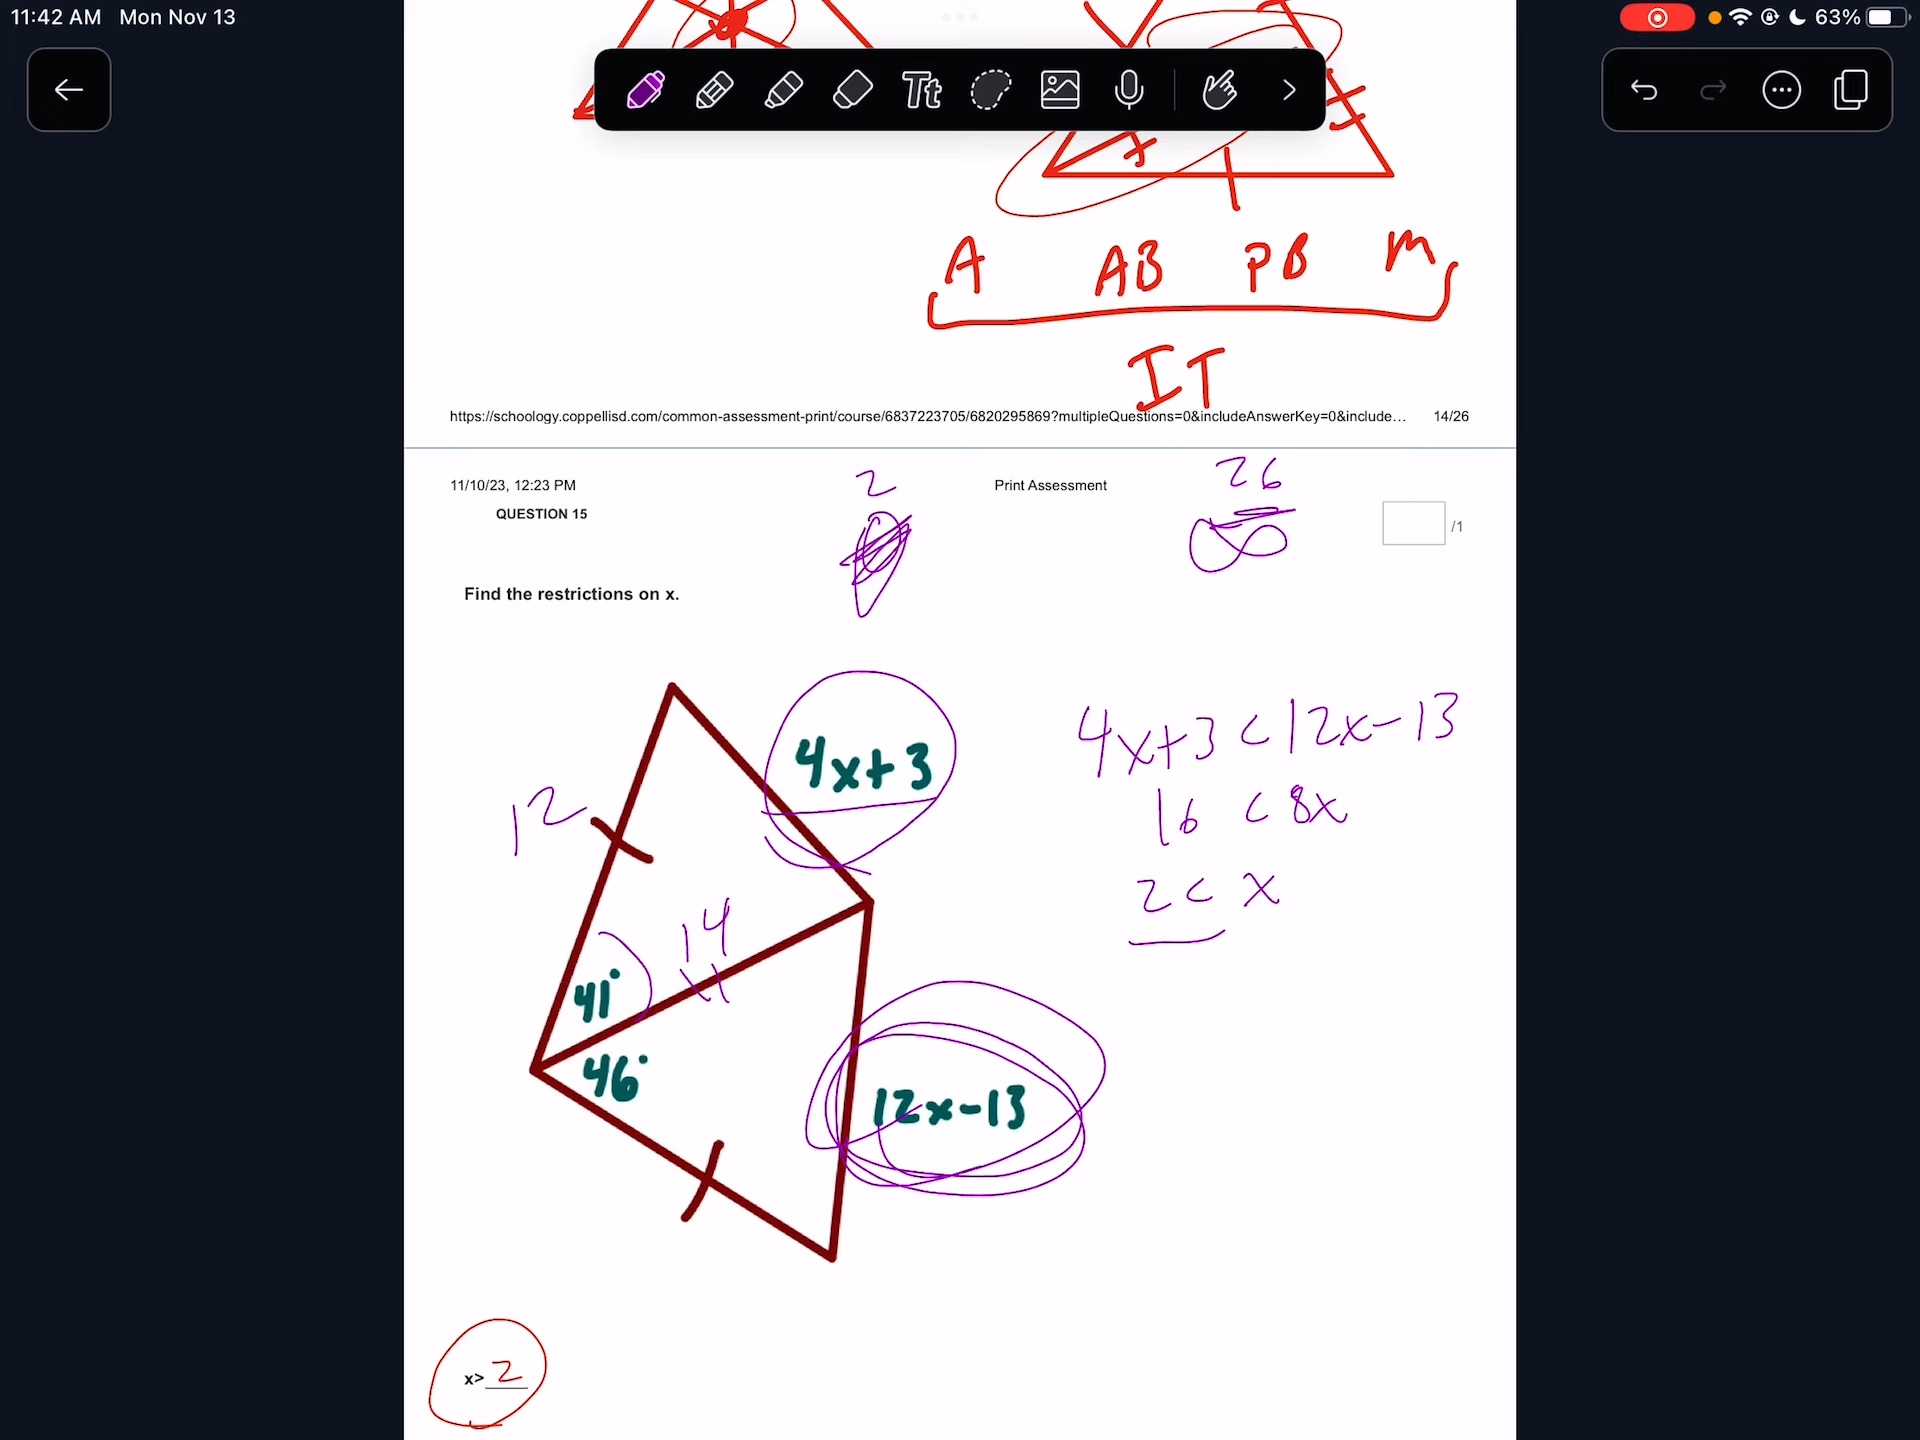 11:42 AM Mon Nov 13
63%
Tt
A AB PB M
IT
https://schoology.coppellisd.com/common-assessment-print/course/6837223705/6820295869?multipleQuestions=0&includeAnswerKey=0&include... 14/26
11/10/23, 12:23 PM
Print Assessment
2
26
QUESTION 15
∞
/1
Find the restrictions on x.
4x+3
4x+3 < 12x-13
12
16 < 8x
2 < x
14
41°
46°
12x-13
x> 2